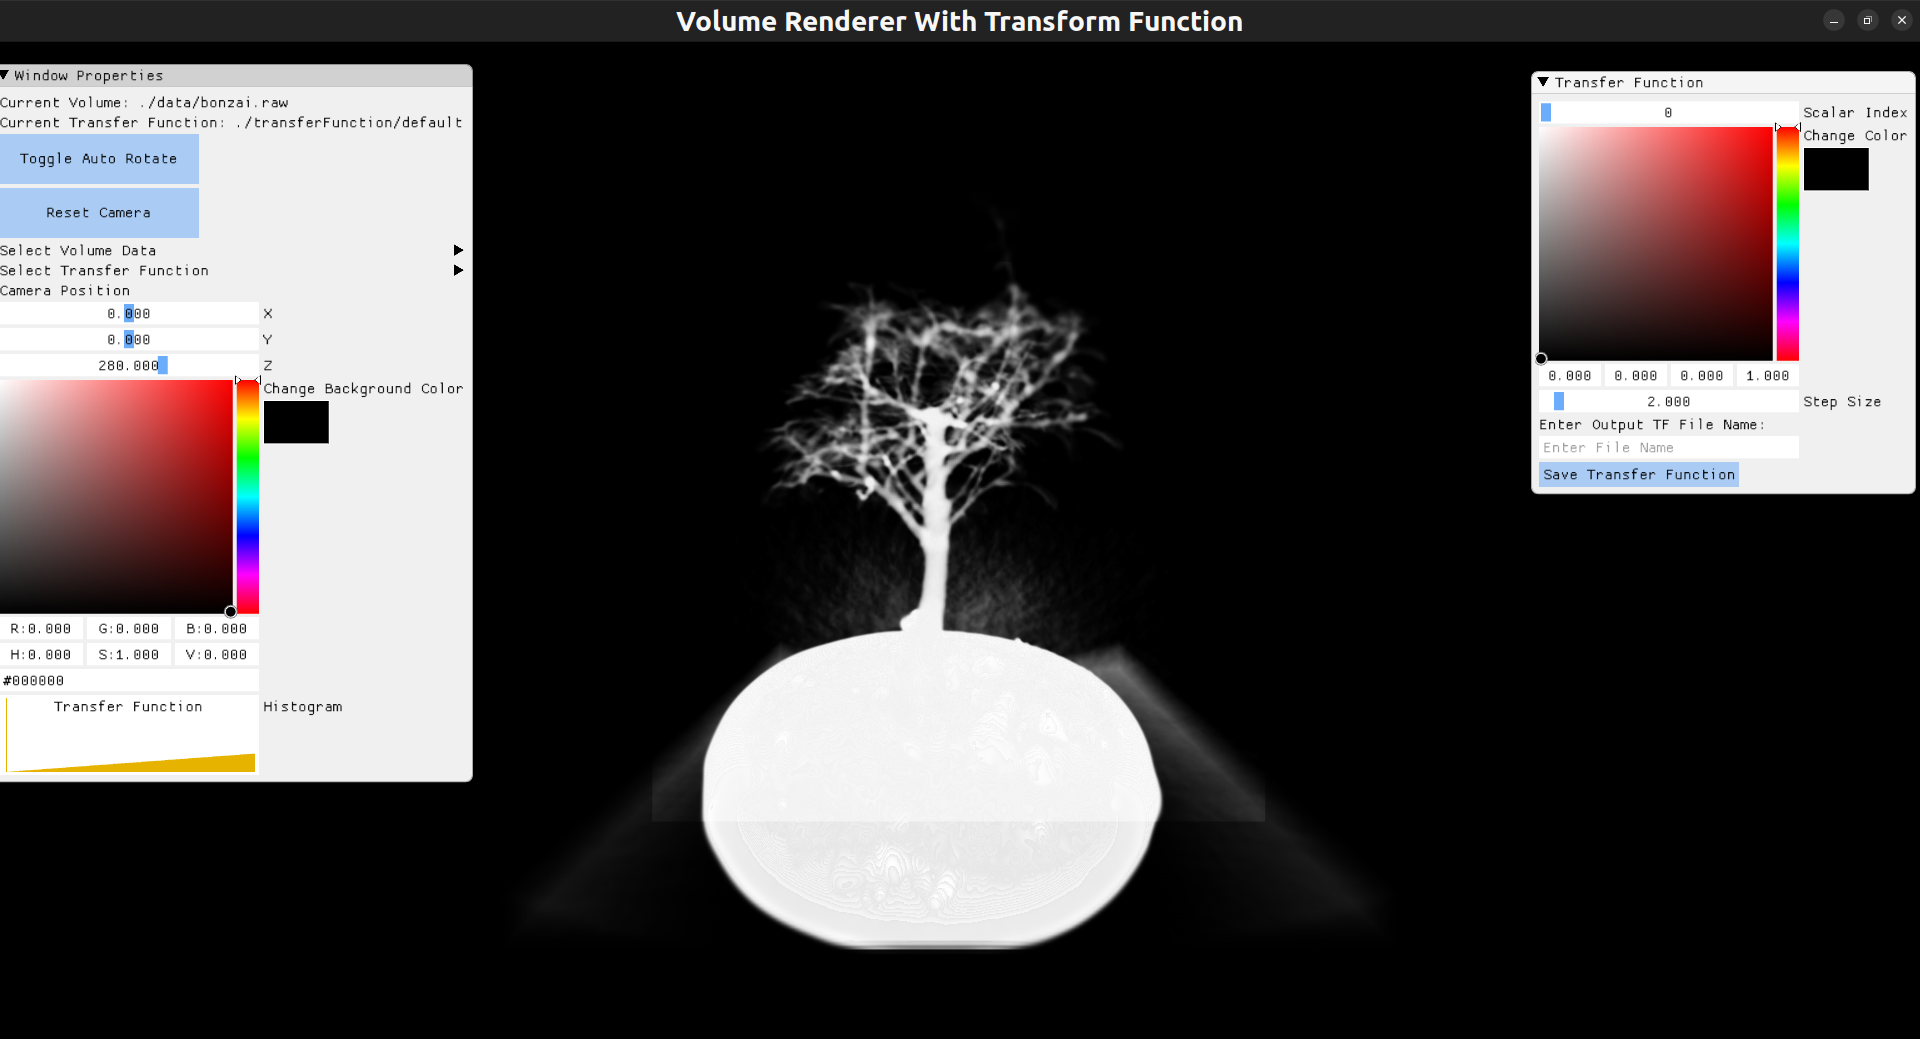 Volume Renderer With Transform Function
Window Properties
Current Volume: ./data/bonzai.raw
Current Transfer Function: ./transferFunction/default
Toggle Auto Rotate
Reset Camera
Select Volume Data
Select Transfer Function
Camera Position
0.000 X
0.000 Y
280.000 Z
Change Background Color
R:0.000 G:0.000 B:0.000
H:0.000 S:1.000 V:0.000
#000000
Transfer Function Histogram
Transfer Function
0 Scalar Index
Change Color
0.000 0.000 0.000 1.000
2.000 Step Size
Enter Output TF File Name:
Enter File Name
Save Transfer Function